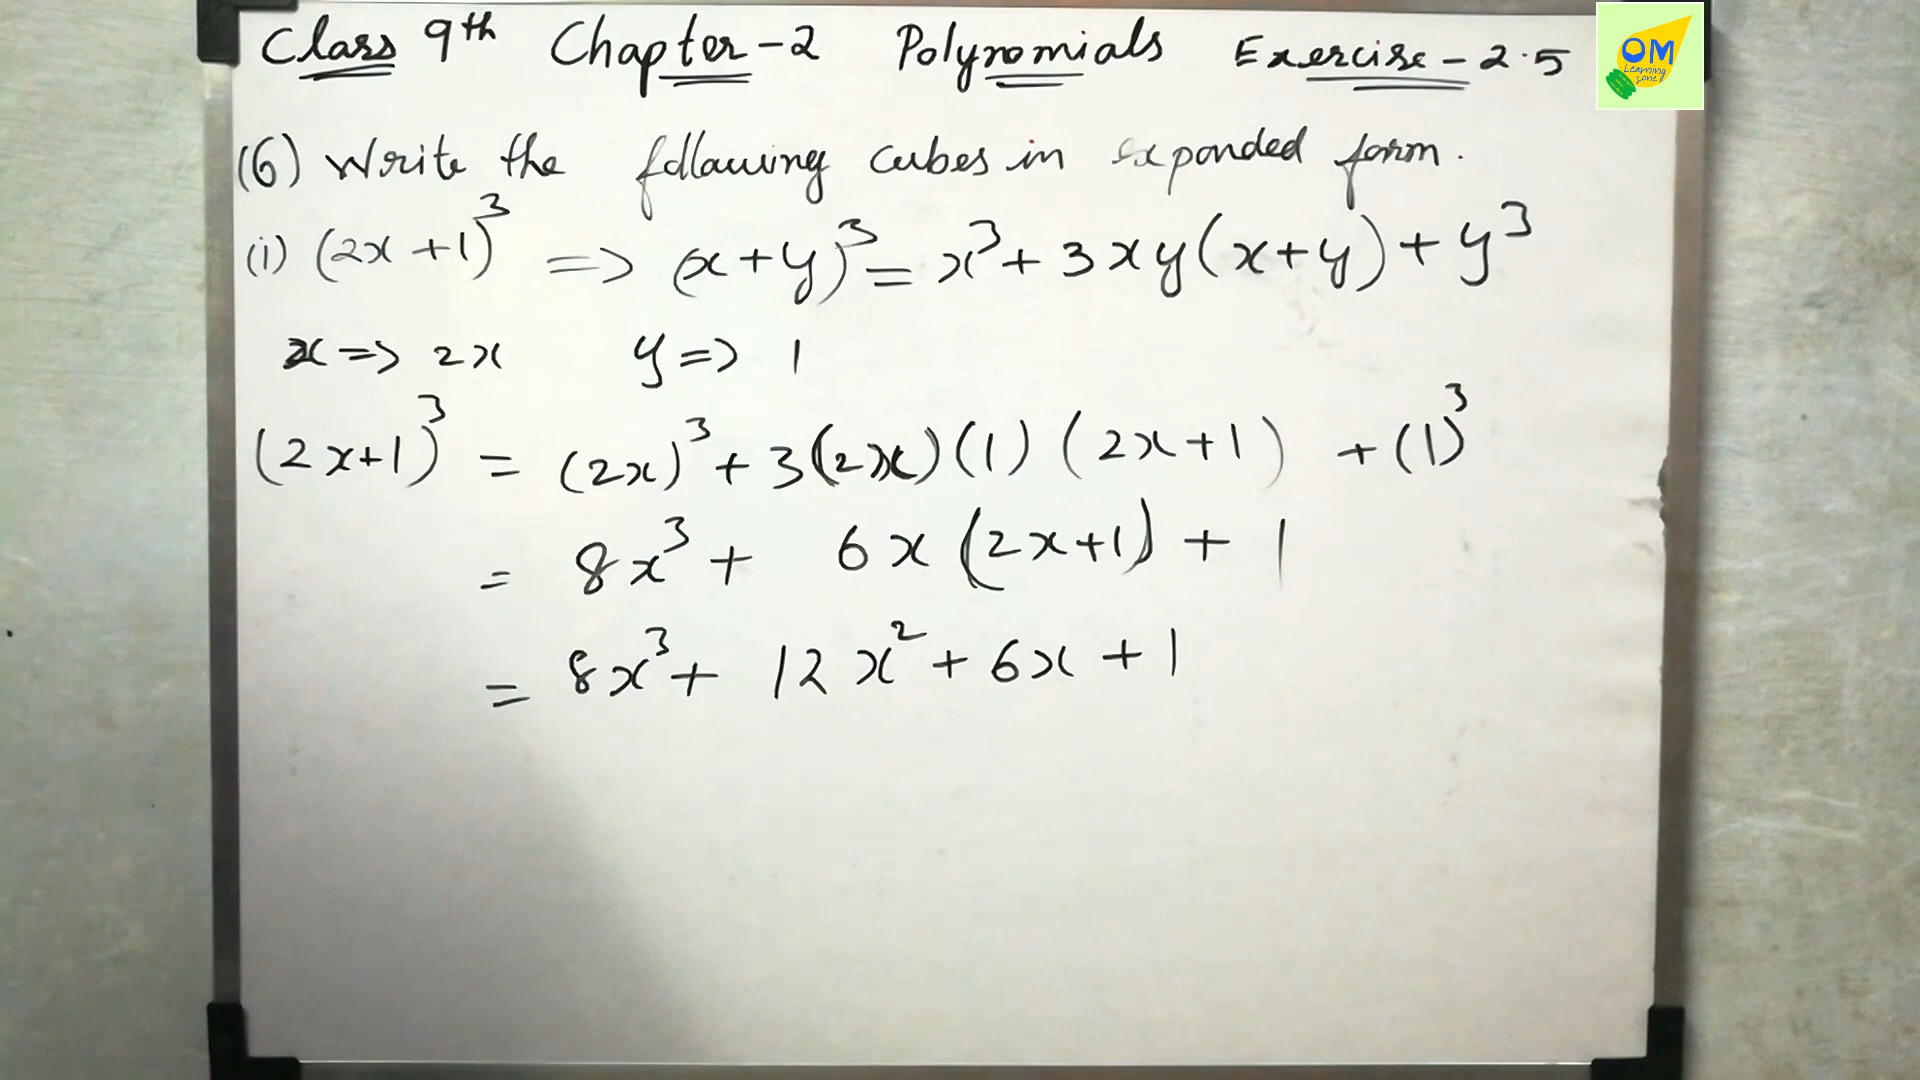 Class 9th Chapter-2 Polynomials Exercise-2.5
OM
Learning
zone
(6) Write the following cubes in expanded form.
(i) (2x+1)³ => (x+y)³ = x³ + 3xy(x+y) + y³
x => 2x y => 1
(2x+1)³ = (2x)³ + 3(2x)(1)(2x+1) + (1)³
= 8x³ + 6x(2x+1) + 1
= 8x³ + 12x² + 6x + 1